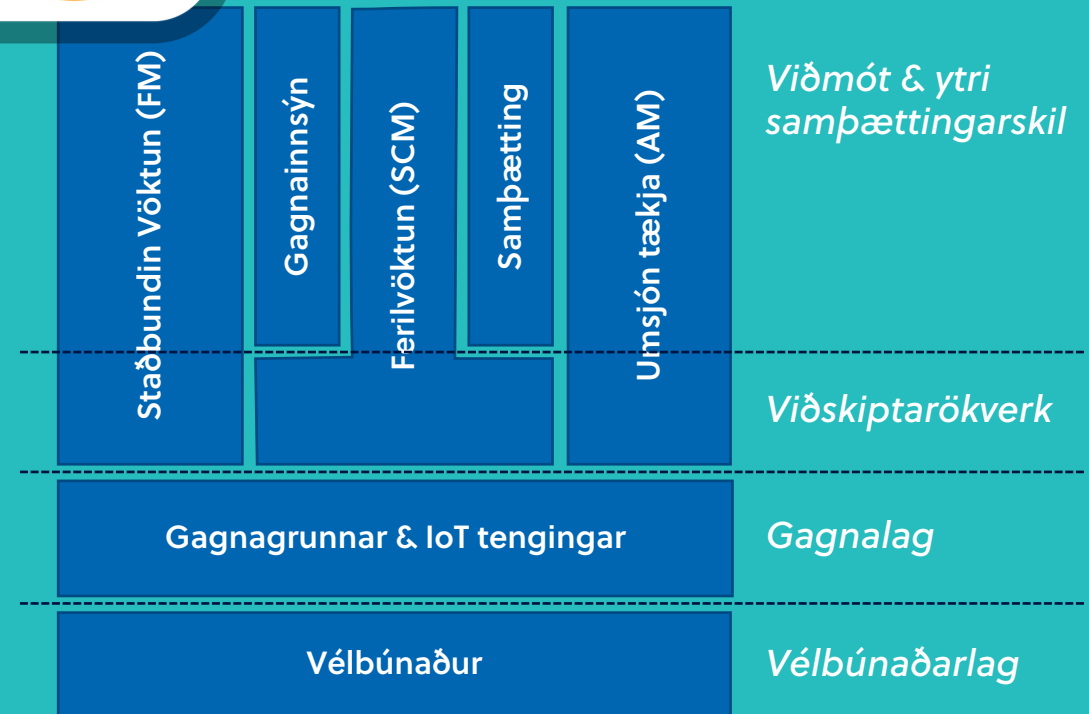 Staðbundin Vöktun (FM)
Gagnainnsýn
Ferilvöktun (SCM)
Samþætting
Umsjón tækja (AM)
Viðmót & ytri
samþættingarskil
Viðskiptarökverk
Gagnagrunnar & IoT tengingar
Gagnalag
Vélbúnaður
Vélbúnaðarlag